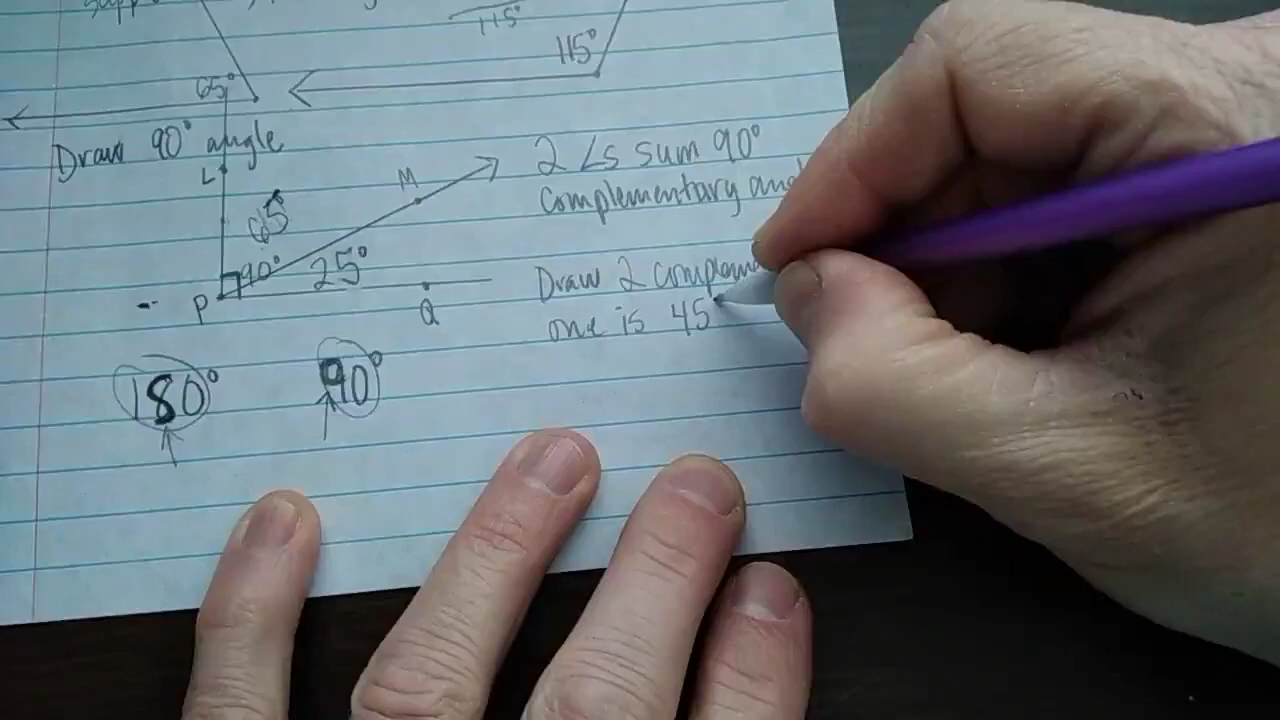 115°
115°
65°
Draw 90° angle
L
M
2 ∠s sum 90°
complementary
65°
90°
25°
P
Q
Draw 2
one is 45
180°
90°